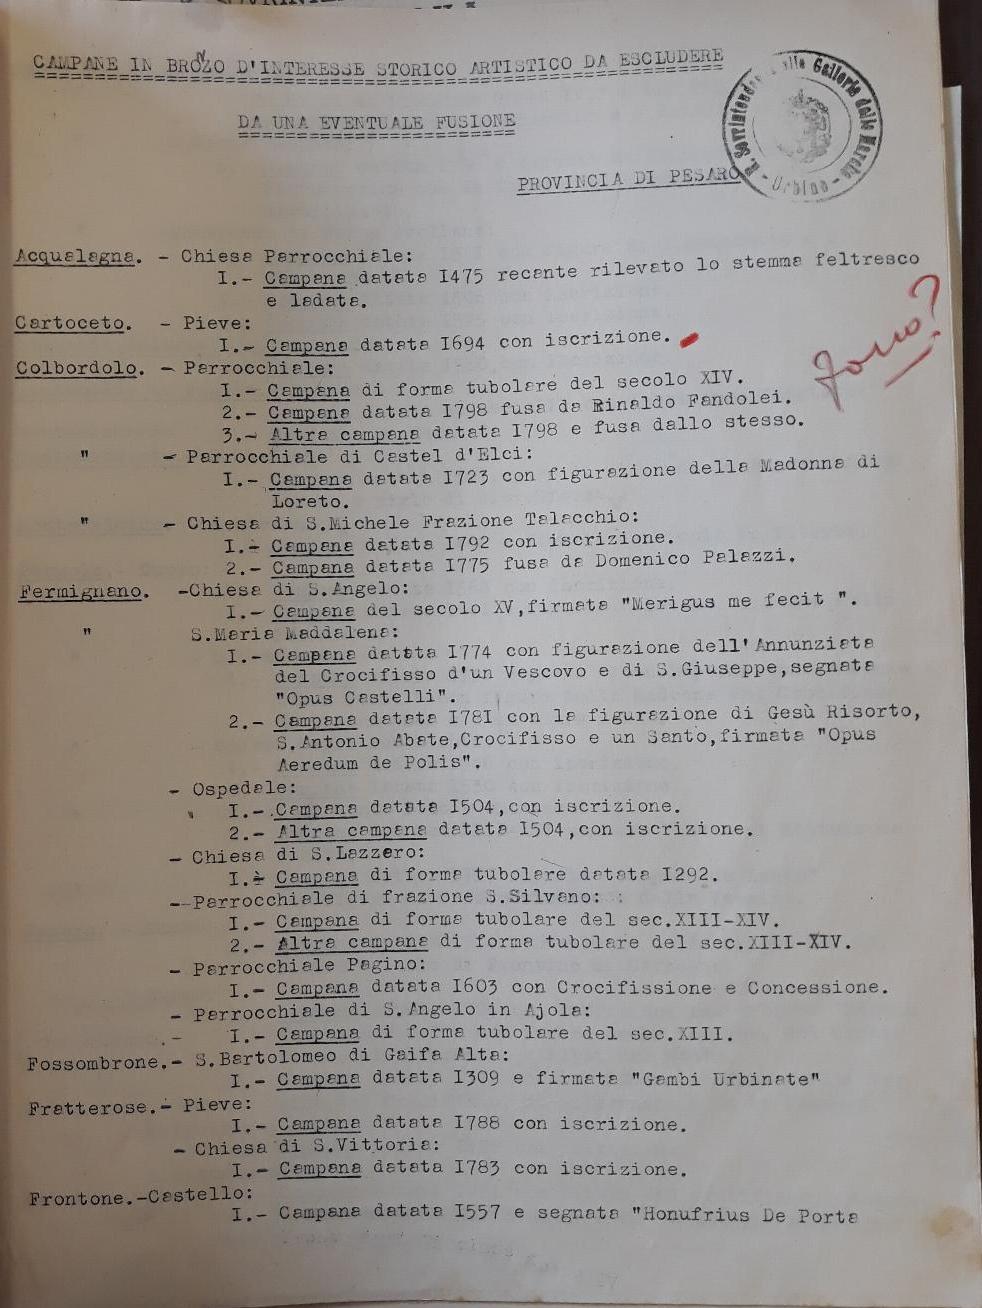 CAMPANE IN BRONZO D'INTERESSE STORICO ARTISTICO DA ESCLUDERE
DA UNA EVENTUALE FUSIONE
R. Soprintendenza alle Gallerie delle Marche - Urbino -
PROVINCIA DI PESARO
Acqualagna. - Chiesa Parrocchiale:
I.- Campana datata I475 recante rilevato lo stemma feltresco
e ladata.
Cartoceto. - Pieve:
I.- Campana datata I694 con iscrizione.
Fano?
Colbordolo. - Parrocchiale:
I.- Campana di forma tubolare del secolo XIV.
2.- Campana datata I798 fusa da Rinaldo Fandolei.
3.- Altra campana datata I798 e fusa dallo stesso.
" - Parrocchiale di Castel d'Elci:
I.- Campana datata I723 con figurazione della Madonna di
Loreto.
" - Chiesa di S.Michele Frazione Talacchio:
I.- Campana datata I792 con iscrizione.
2.- Campana datata I775 fusa da Domenico Palazzi.
Fermignano. -Chiesa di S.Angelo:
I.- Campana del secolo XV,firmata "Merigus me fecit ".
" S.Maria Maddalena:
I.- Campana dattta I774 con figurazione dell'Annunziata
del Crocifisso d'un Vescovo e di S.Giuseppe,segnata
"Opus Castelli".
2.- Campana datata I78I con la figurazione di Gesù Risorto,
S.Antonio Abate,Crocifisso e un Santo,firmata "Opus
Aeredum de Polis".
- Ospedale:
I.-.Campana datata I504,con iscrizione.
2.- Altra campana datata I504,con iscrizione.
- Chiesa di S.Lazzero:
I.- Campana di forma tubolare datata I292.
--Parrocchiale di frazione S.Silvano:
I.- Campana di forma tubolare del sec.XIII-XIV.
2.- Altra campana di forma tubolare del sec.XIII-XIV.
- Parrocchiale Pagino:
I.- Campana datata I603 con Crocifissione e Concessione.
- Parrocchiale di S.Angelo in Ajola:
I.- Campana di forma tubolare del sec.XIII.
Fossombrone.- S.Bartolomeo di Gaifa Alta:
I.- Campana datata I309 e firmata "Gambi Urbinate"
Fratterosa.- Pieve:
I.- Campana datata I788 con iscrizione.
- Chiesa di S.Vittoria:
I.- Campana datata I783 con iscrizione.
Frontone.-Castello:
I.- Campana datata I557 e segnata "Honufrius De Porta